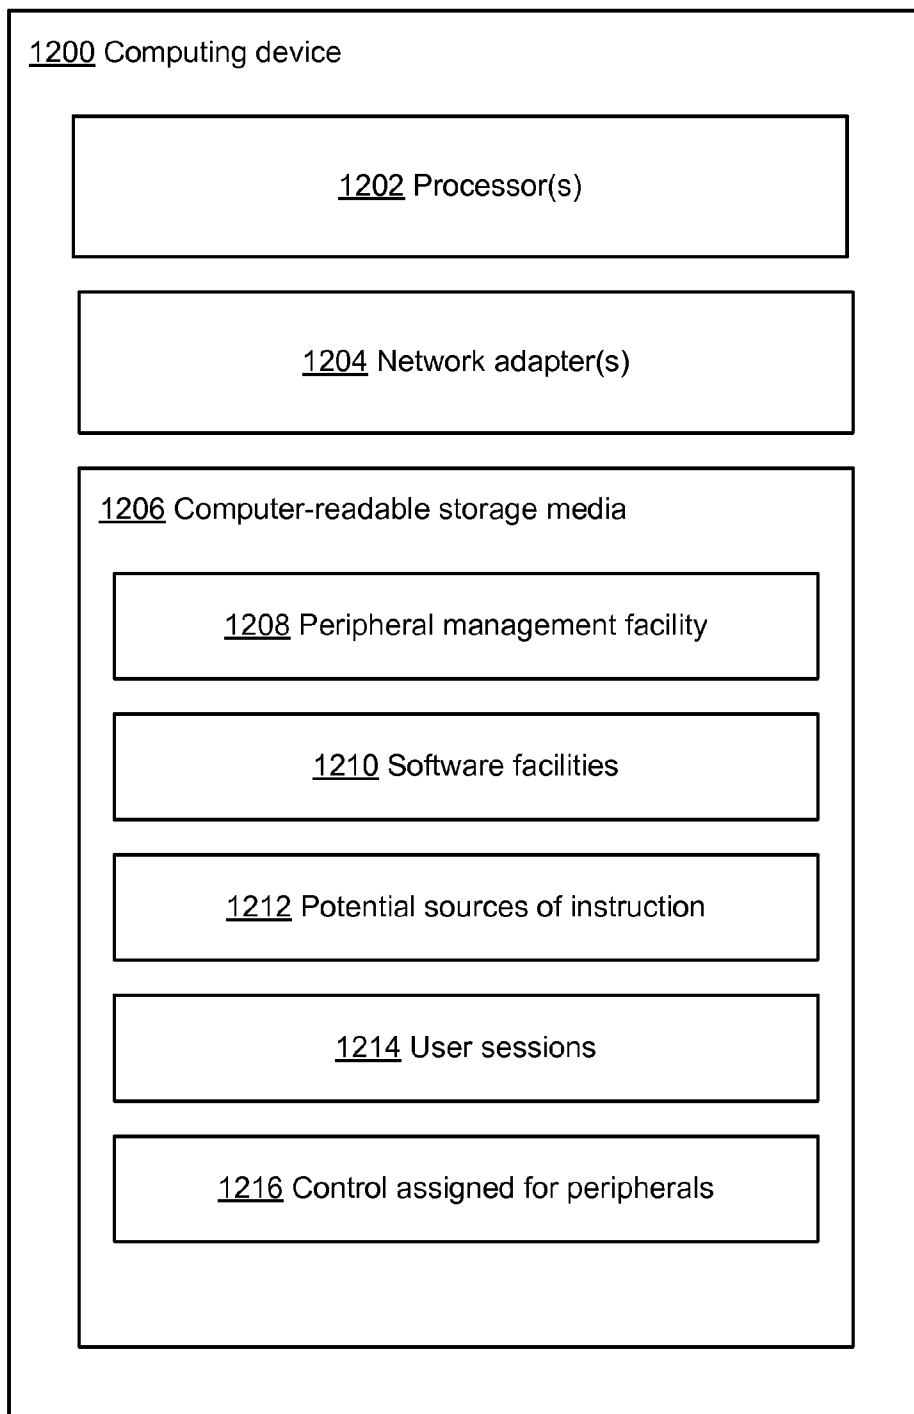 1200 Computing device
1202 Processor(s)
1204 Network adapter(s)
1206 Computer-readable storage media
1208 Peripheral management facility
1210 Software facilities
1212 Potential sources of instruction
1214 User sessions
1216 Control assigned for peripherals